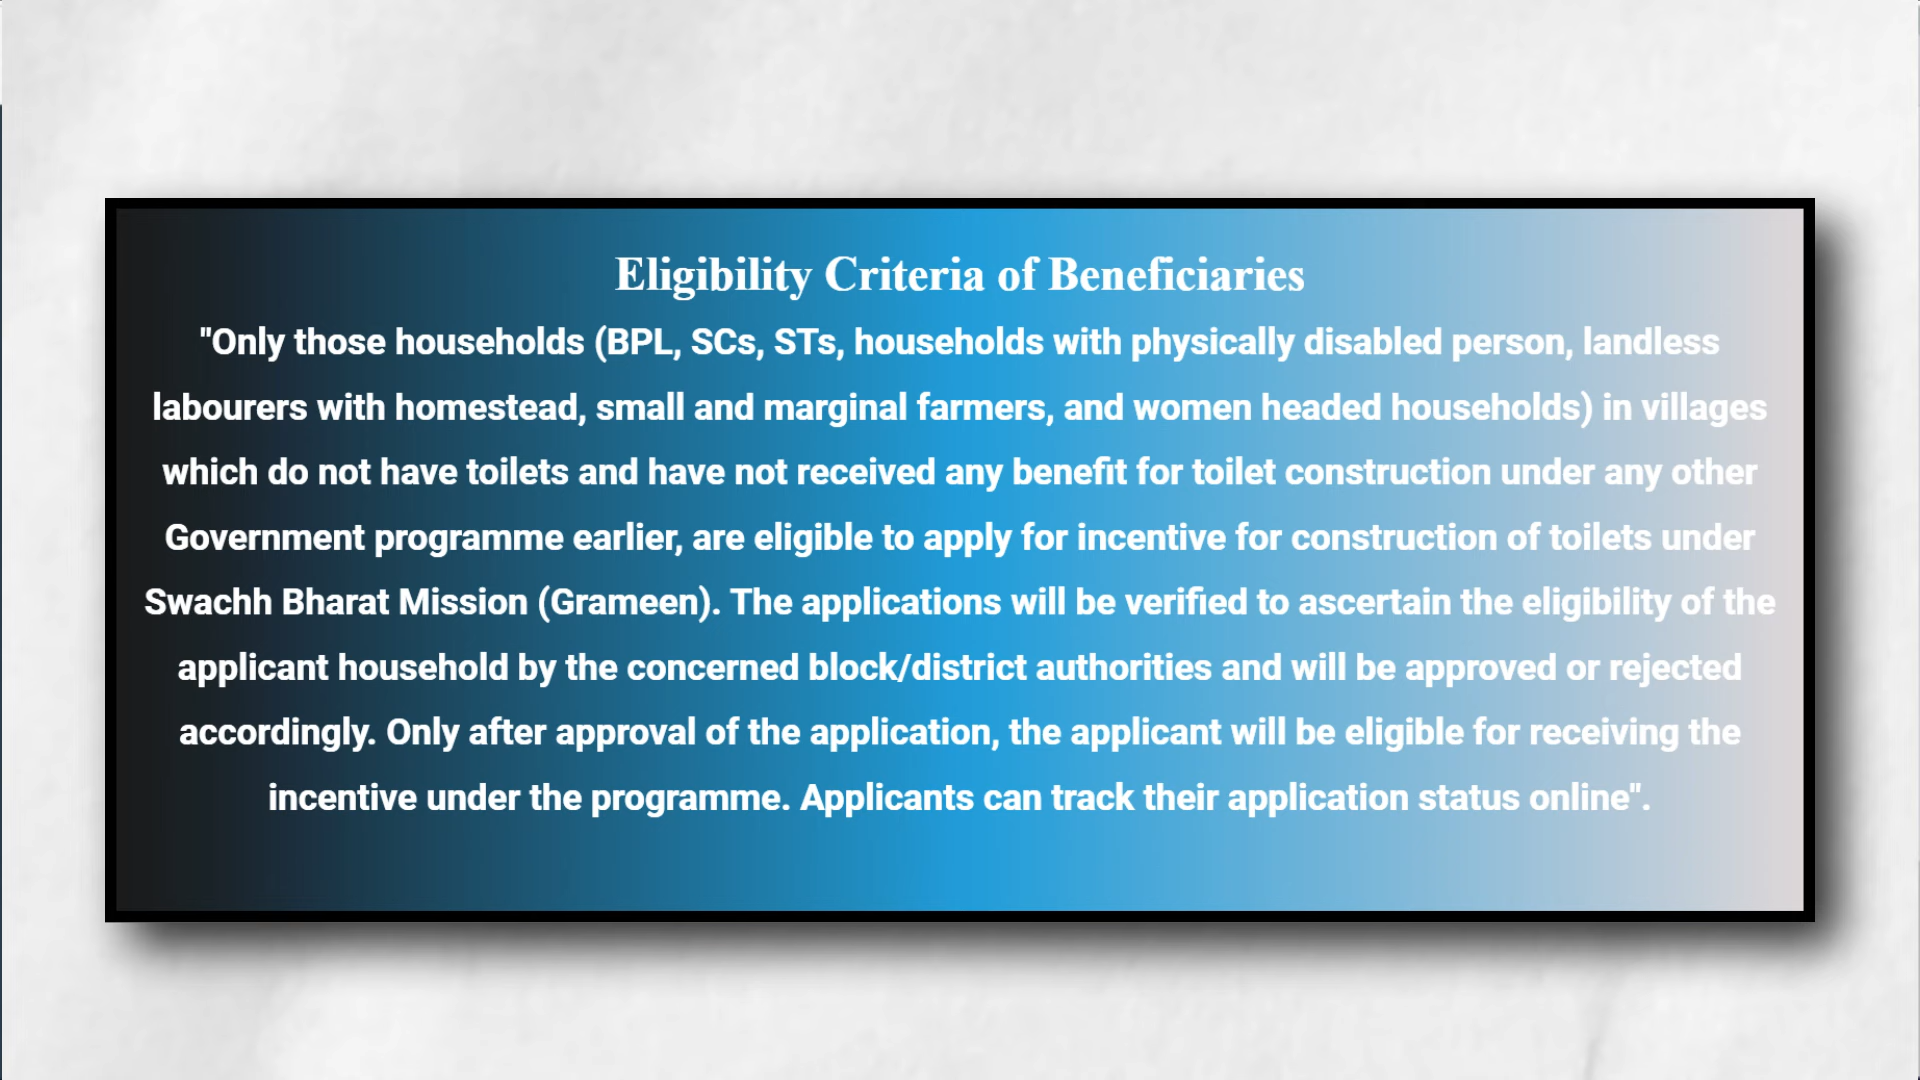 Eligibility Criteria of Beneficiaries
"Only those households (BPL, SCs, STs, households with physically disabled person, landless
labourers with homestead, small and marginal farmers, and women headed households) in villages
which do not have toilets and have not received any benefit for toilet construction under any other
Government programme earlier, are eligible to apply for incentive for construction of toilets under
Swachh Bharat Mission (Grameen). The applications will be verified to ascertain the eligibility of the
applicant household by the concerned block/district authorities and will be approved or rejected
accordingly. Only after approval of the application, the applicant will be eligible for receiving the
incentive under the programme. Applicants can track their application status online".